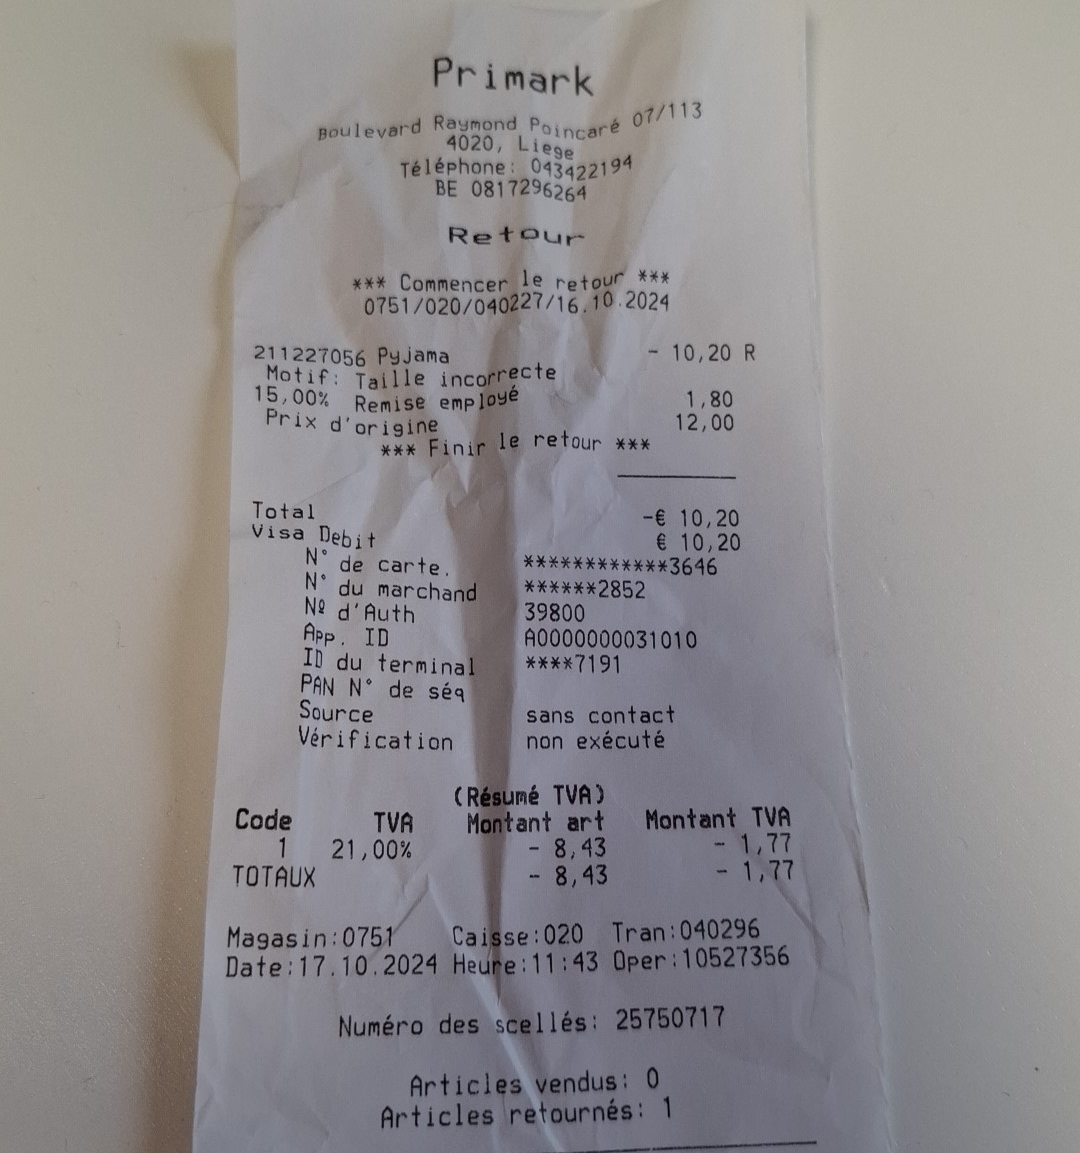 Primark
Boulevard Raymond Poincaré 07/113
4020, Liege
Téléphone: 043422194
BE 0817296264
Retour
*** Commencer le retour ***
0751/020/040227/16.10.2024
211227056 Pyjama - 10,20 R
Motif: Taille incorrecte
15,00% Remise employé 1,80
Prix d'origine 12,00
*** Finir le retour ***
Total -€ 10,20
Visa Debit € 10,20
N° de carte. ************3646
N° du marchand ******2852
Nº d'Auth 39800
App. ID A0000000031010
ID du terminal ****7191
PAN N° de séq
Source sans contact
Vérification non exécuté
(Résumé TVA)
Code TVA Montant art Montant TVA
1 21,00% - 8,43 - 1,77
TOTAUX - 8,43 - 1,77
Magasin:0751 Caisse:020 Tran:040296
Date:17.10.2024 Heure:11:43 Oper:10527356
Numéro des scellés: 25750717
Articles vendus: 0
Articles retournés: 1